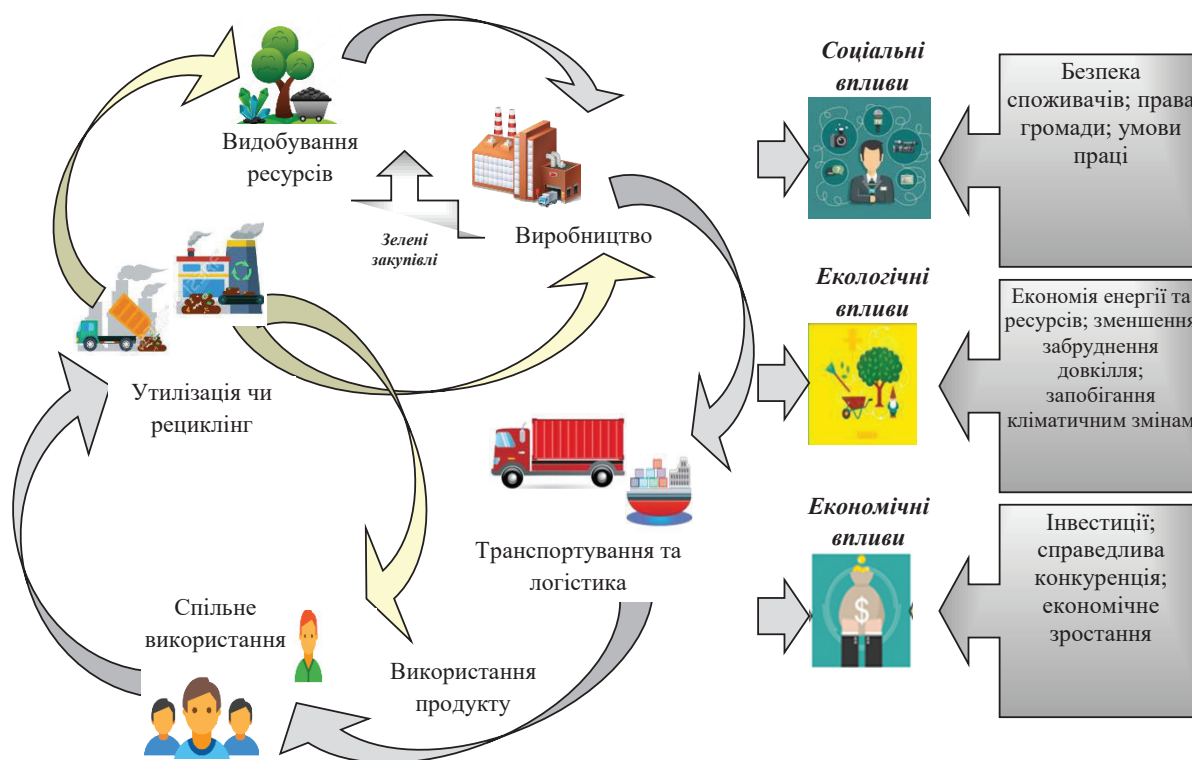 Видобування
ресурсів
Зелені
закупівлі
Виробництво
Утилізація чи
рециклінг
Транспортування та
логістика
Спільне
використання
Використання
продукту
Соціальні
впливи
Безпека
споживачів; права
громади; умови
праці
Екологічні
впливи
Економія енергії та
ресурсів; зменшення
забруднення
довкілля;
запобігання
кліматичним змінам
Економічні
впливи
$
Інвестиції;
справедлива
конкуренція;
економічне
зростання